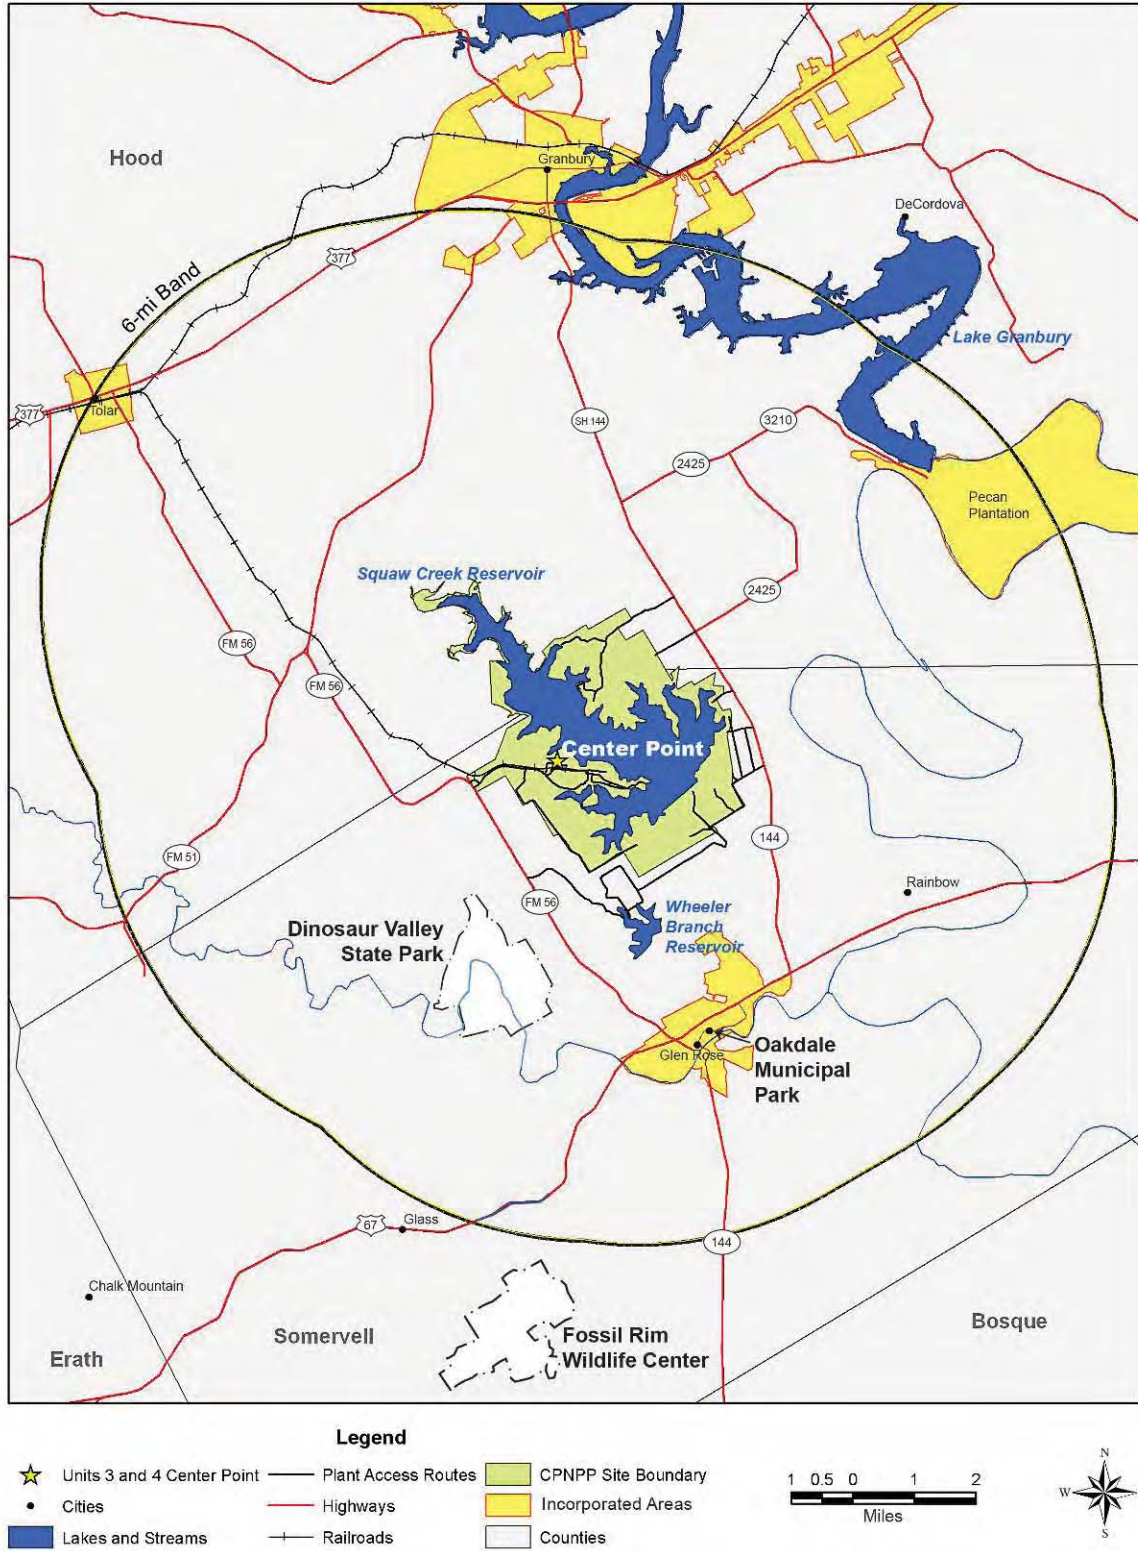 Hood
Granbury
DeCordova
377
6-mi Band
Lake Granbury
377
Tolar
SH 144
3210
2425
Pecan
Plantation
Squaw Creek Reservoir
2425
FM 56
FM 56
Center Point
144
FM 51
Rainbow
FM 56
Wheeler
Branch
Reservoir
Dinosaur Valley
State Park
Glen Rose
Oakdale
Municipal
Park
67
Glass
144
Chalk Mountain
Somervell
Bosque
Erath
Fossil Rim
Wildlife Center
Legend
Units 3 and 4 Center Point
Plant Access Routes
CPNPP Site Boundary
Cities
Highways
Incorporated Areas
Lakes and Streams
Railroads
Counties
1 0.5 0 1 2
Miles
N
W E
S